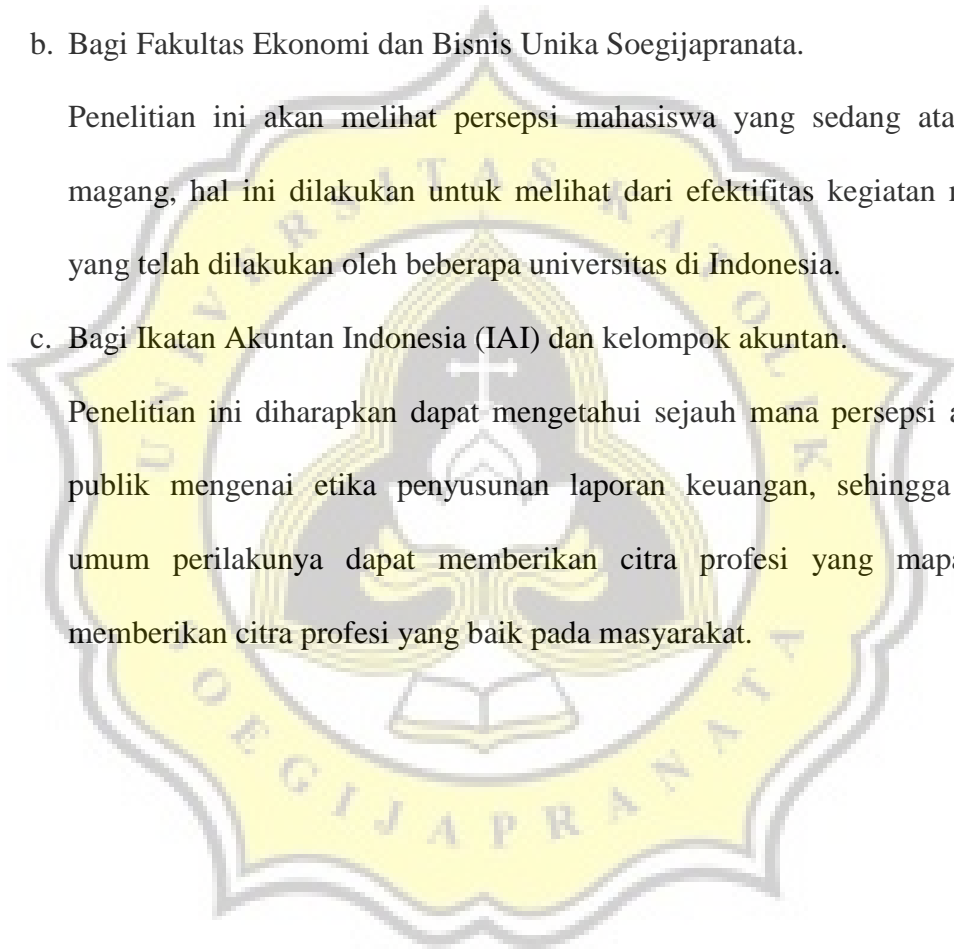 b. Bagi Fakultas Ekonomi dan Bisnis Unika Soegijapranata.
Penelitian ini akan melihat persepsi mahasiswa yang sedang
magang, hal ini dilakukan untuk melihat dari efektifitas kegiatan
yang telah dilakukan oleh beberapa universitas di Indonesia.
c. Bagi Ikatan Akuntan Indonesia (IAI) dan kelompok akuntan.
Penelitian ini diharapkan dapat mengetahui sejauh mana persepsi
publik mengenai etika penyusunan laporan keuangan, sehingga
umum perilakunya dapat memberikan citra profesi yang
memberikan citra profesi yang baik pada masyarakat.
UNIVERSITAS KATOLIK
SOEGIJAPRANATA